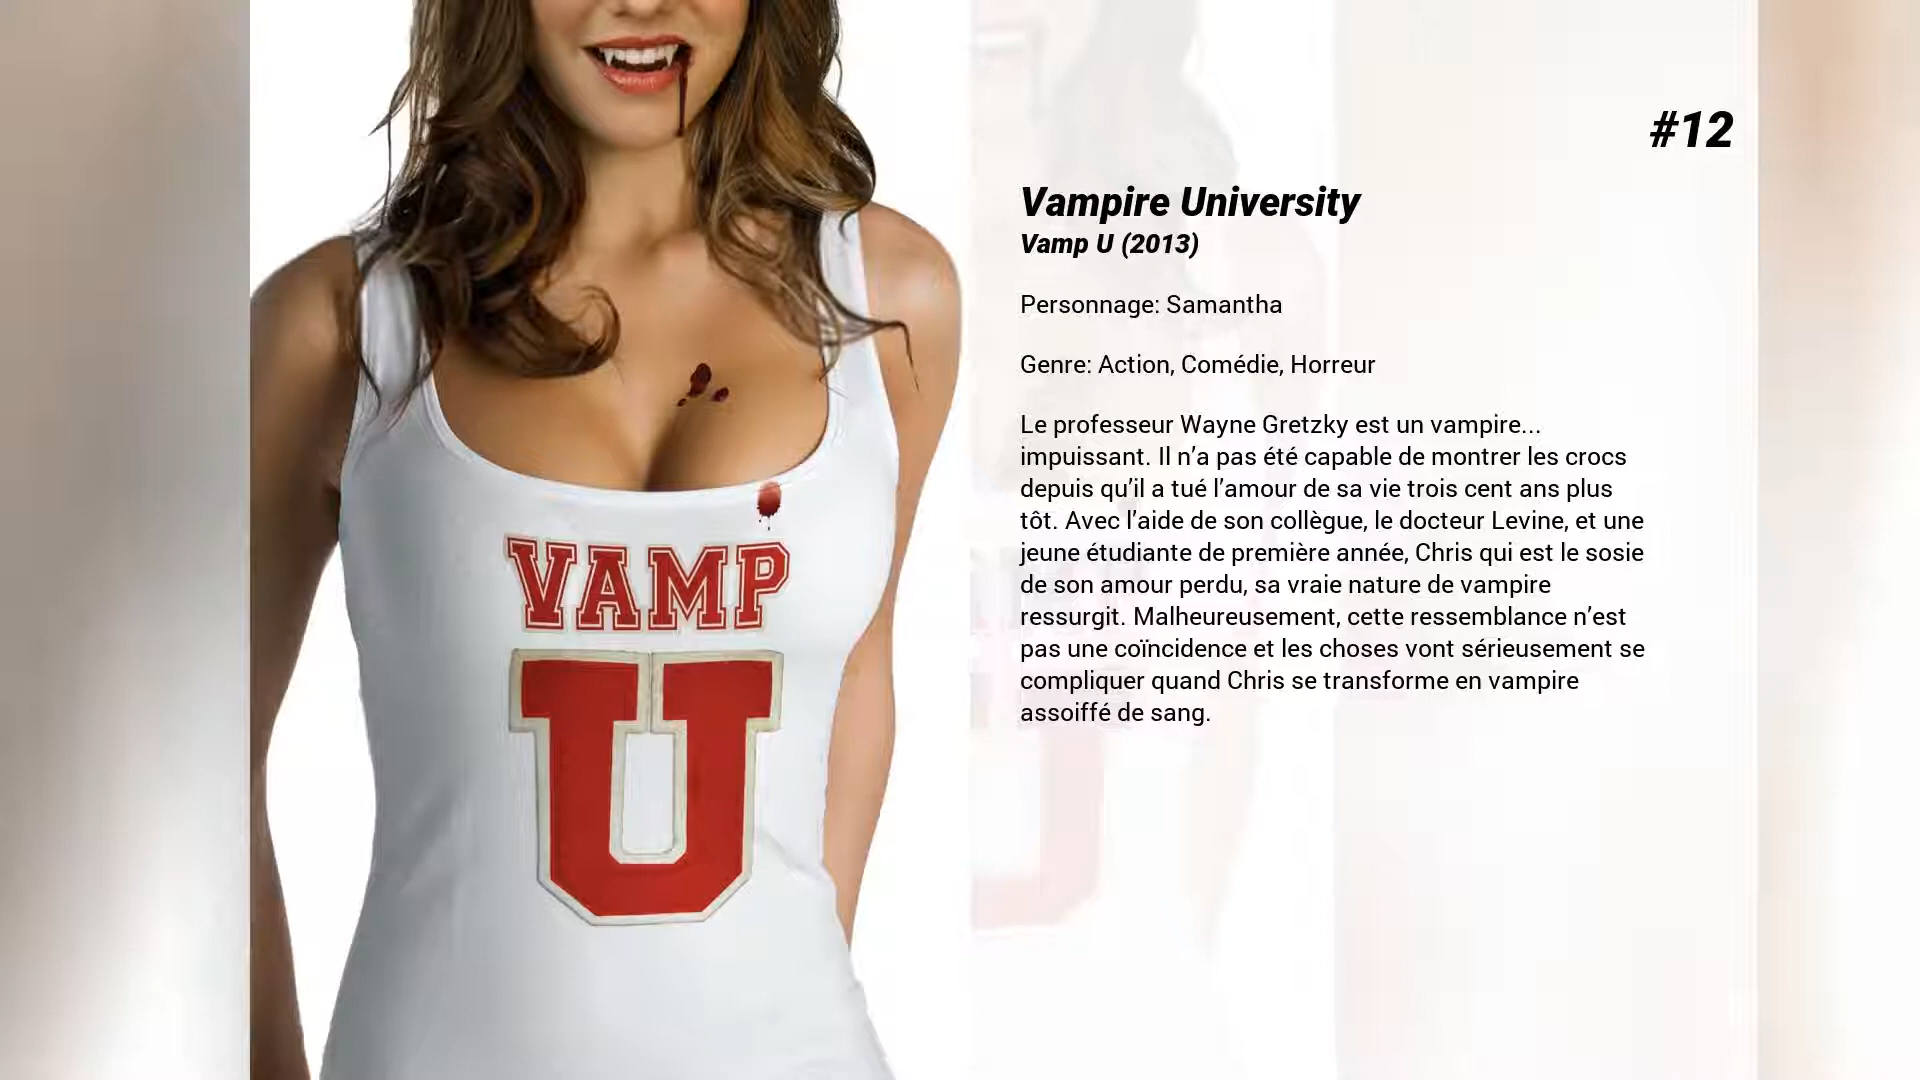 VAMP
U
#12
Vampire University
Vamp U (2013)
Personnage: Samantha
Genre: Action, Comédie, Horreur
Le professeur Wayne Gretzky est un vampire...
impuissant. Il n’a pas été capable de montrer les crocs
depuis qu’il a tué l’amour de sa vie trois cent ans plus
tôt. Avec l’aide de son collègue, le docteur Levine, et une
jeune étudiante de première année, Chris qui est le sosie
de son amour perdu, sa vraie nature de vampire
ressurgit. Malheureusement, cette ressemblance n’est
pas une coïncidence et les choses vont sérieusement se
compliquer quand Chris se transforme en vampire
assoiffé de sang.